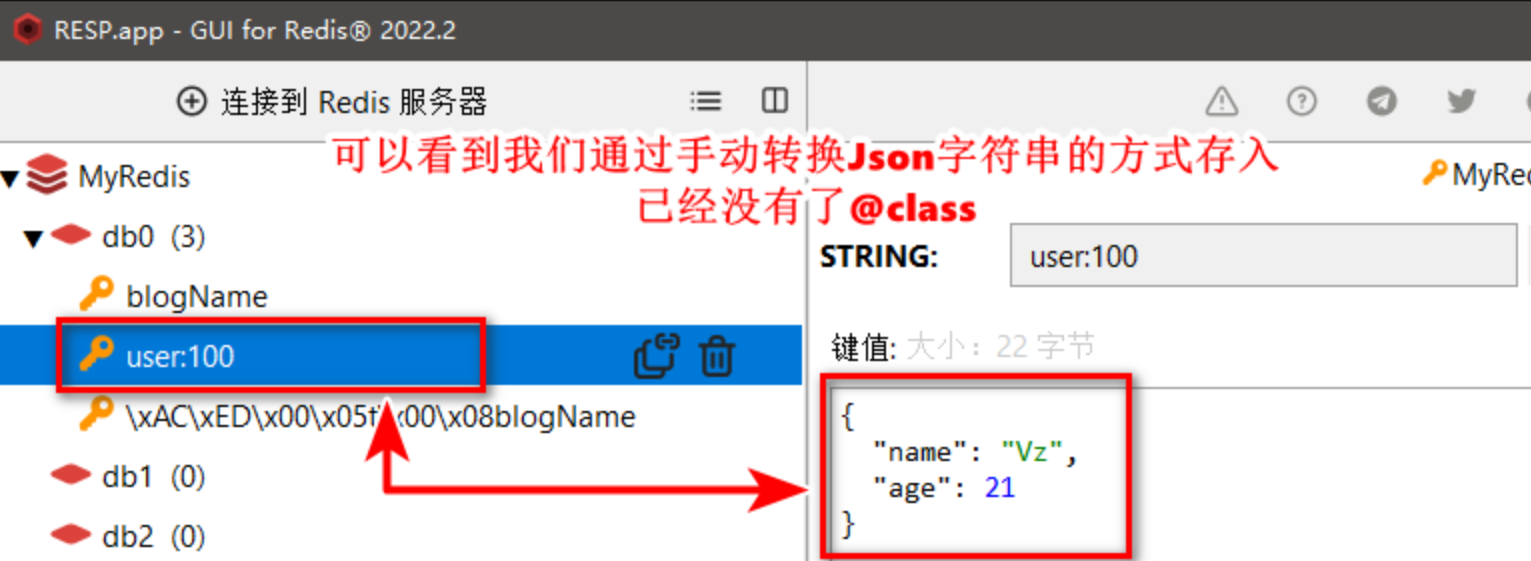 RESP.app - GUI for Redis® 2022.2
连接到 Redis 服务器
可以看到我们通过手动转换Json字符串的方式存入
已经没有了@class
MyRedis
db0 (3)
blogName
user:100
\xAC\xED\x00\x05t\x00\x08blogName
db1 (0)
db2 (0)
MyRed
STRING:
user:100
键值: 大小: 22 字节
{
"name": "Vz",
"age": 21
}